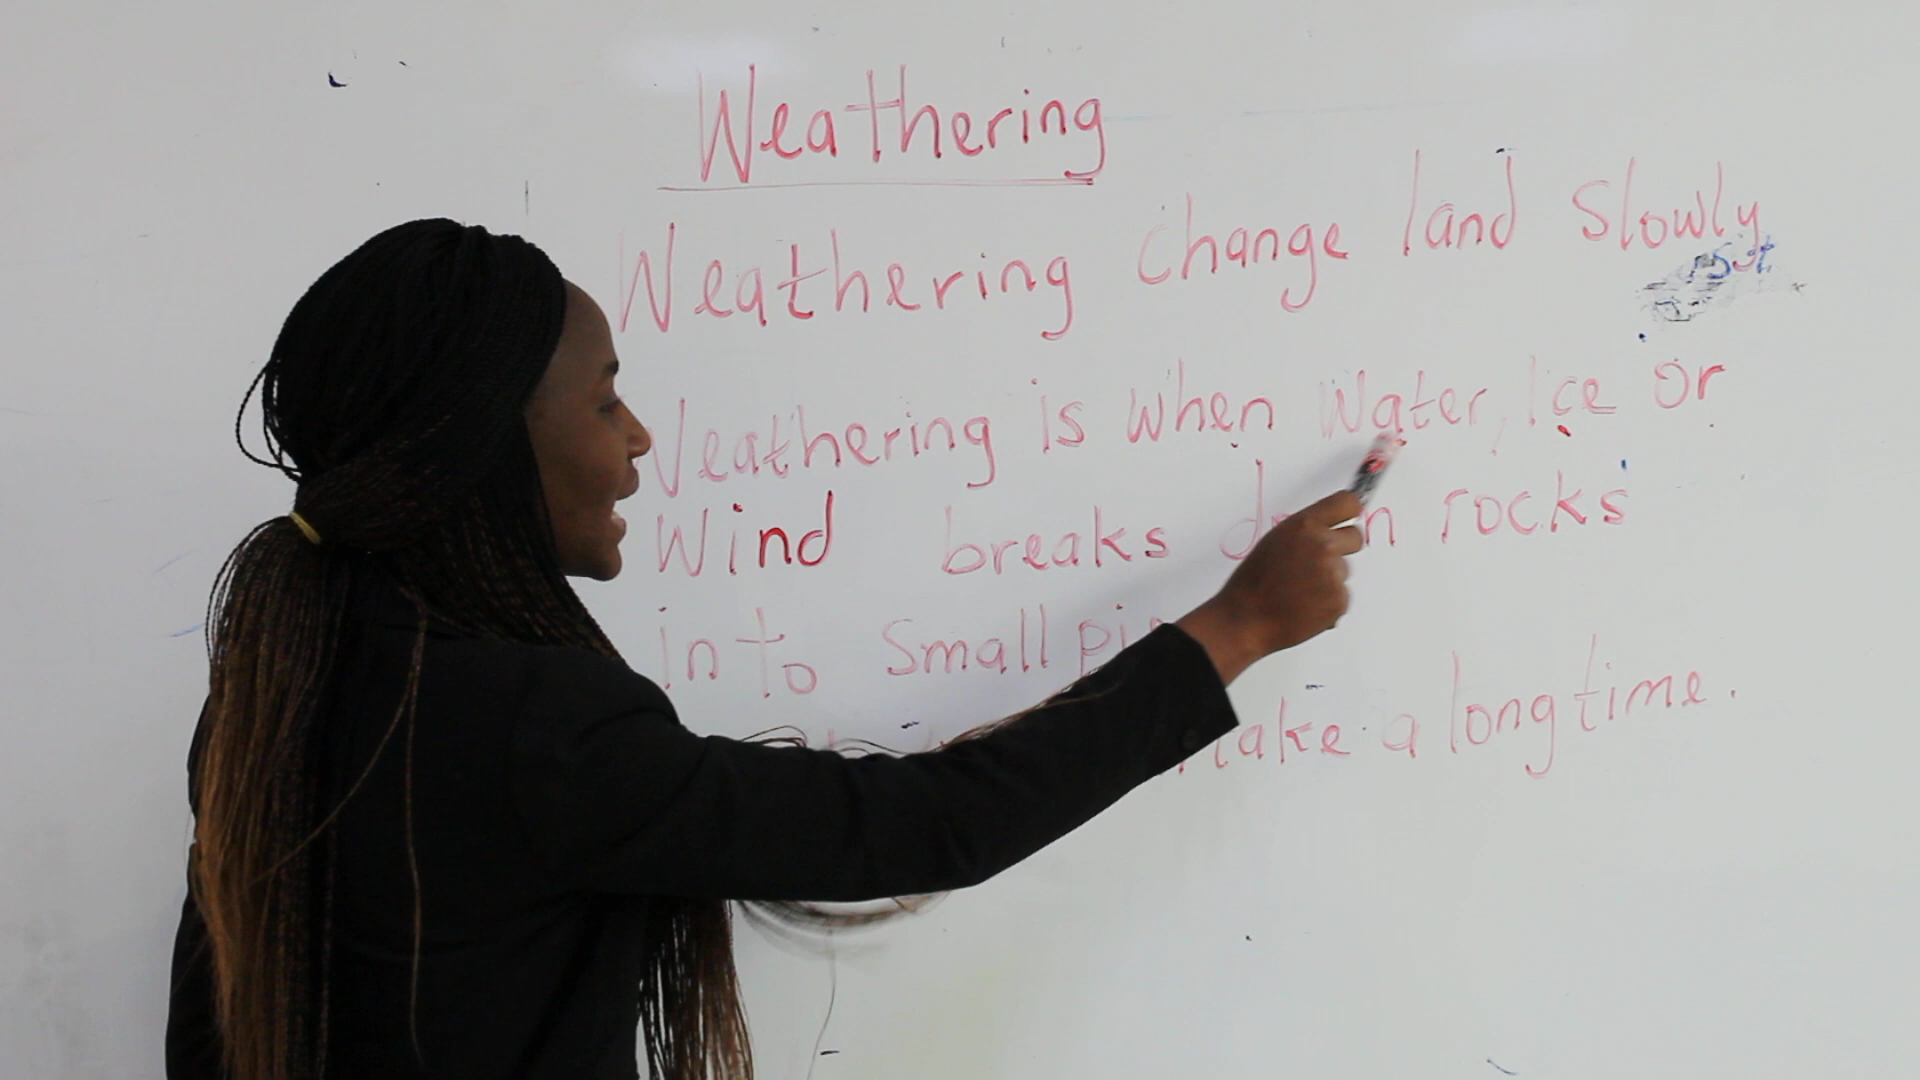 Weathering
Weathering change land Slowly
Weathering is when Water, Ice or
Wind breaks down rocks
into Small
take a long time.